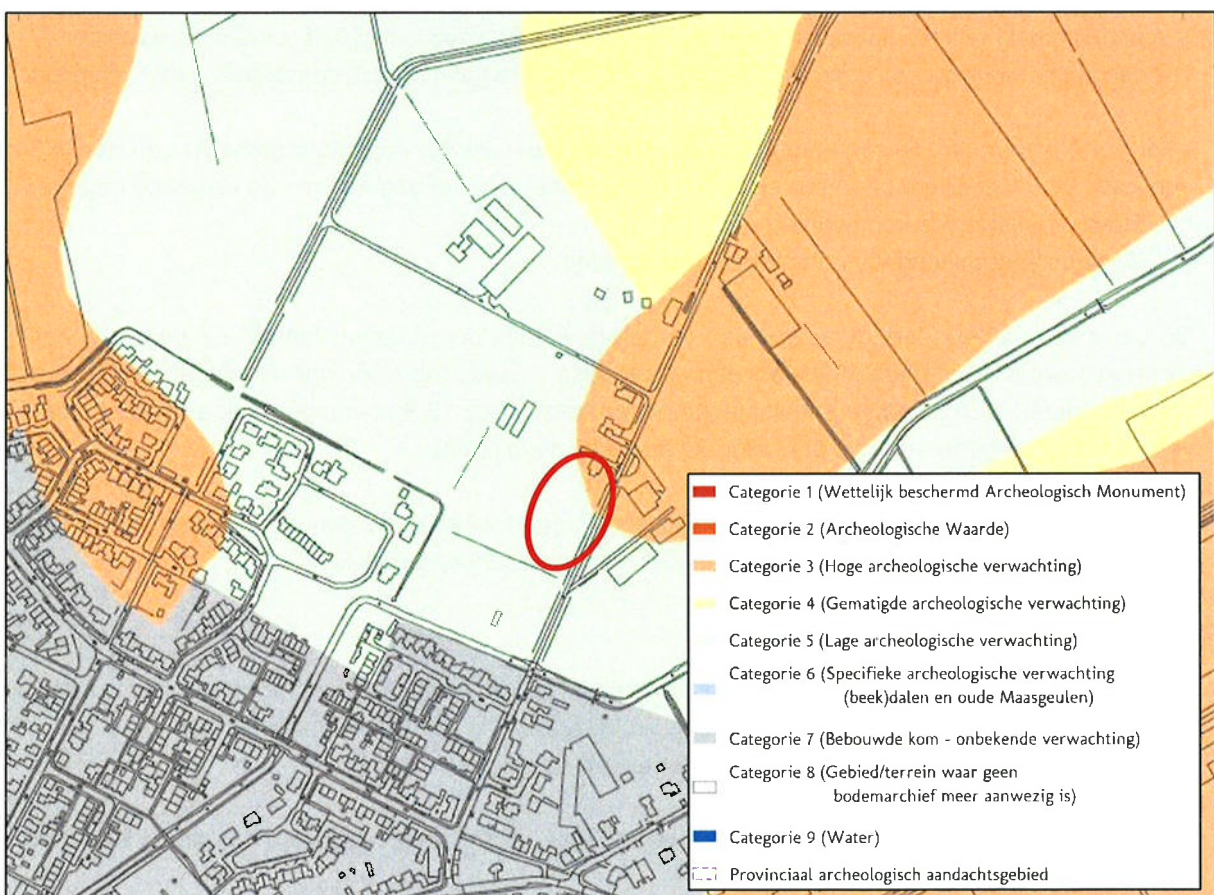 Categorie 1 (Wettelijk beschermd Archeologisch Monument)
Categorie 2 (Archeologische Waarde)
Categorie 3 (Hoge archeologische verwachting)
Categorie 4 (Gematigde archeologische verwachting)
Categorie 5 (Lage archeologische verwachting)
Categorie 6 (Specifieke archeologische verwachting
(beek)dalen en oude Maasgeulen)
Categorie 7 (Bebouwde kom - onbekende verwachting)
Categorie 8 (Gebied/terrein waar geen
bodemarchief meer aanwezig is)
Categorie 9 (Water)
Provinciaal archeologisch aandachtsgebied